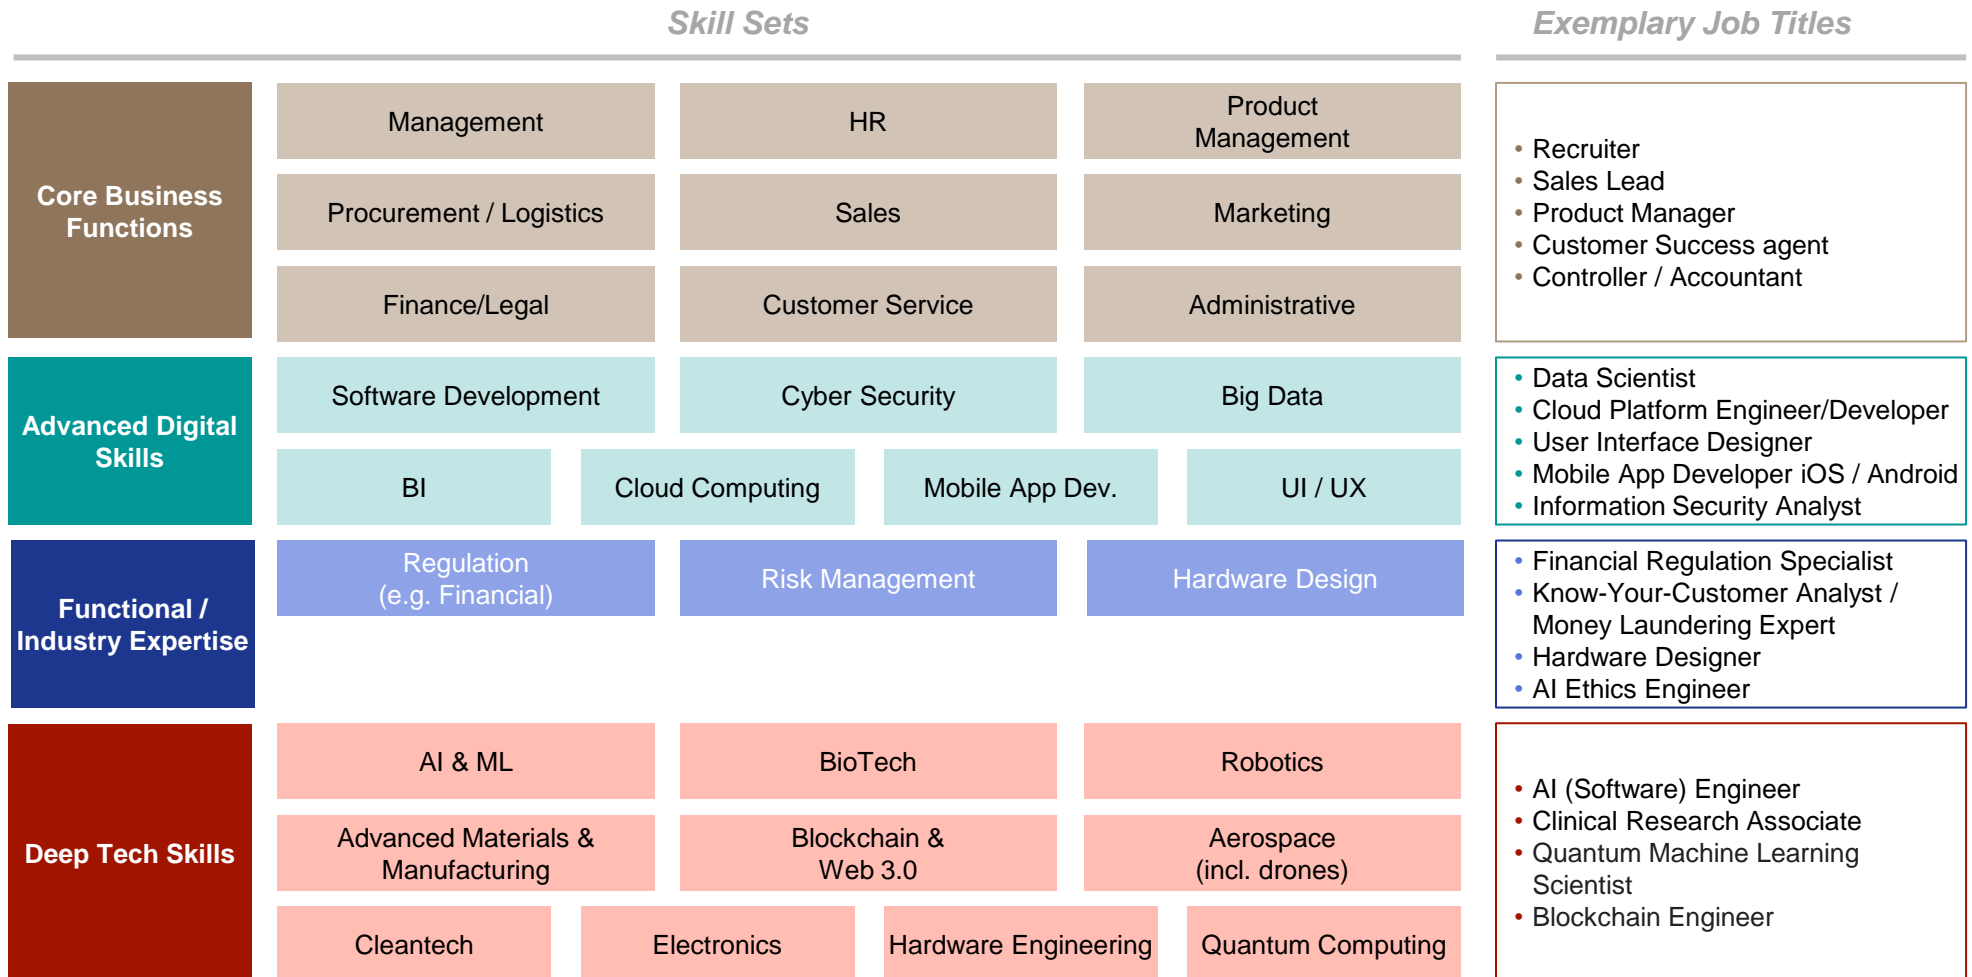 Skill Sets
Exemplary Job Titles
Core Business
Functions
Management
HR
Product
Management
Procurement / Logistics
Sales
Marketing
Finance/Legal
Customer Service
Administrative
• Recruiter
• Sales Lead
• Product Manager
• Customer Success agent
• Controller / Accountant
Advanced Digital
Skills
Software Development
Cyber Security
Big Data
BI
Cloud Computing
Mobile App Dev.
UI / UX
• Data Scientist
• Cloud Platform Engineer/Developer
• User Interface Designer
• Mobile App Developer iOS / Android
• Information Security Analyst
Functional /
Industry Expertise
Regulation
(e.g. Financial)
Risk Management
Hardware Design
• Financial Regulation Specialist
• Know-Your-Customer Analyst /
Money Laundering Expert
• Hardware Designer
• AI Ethics Engineer
Deep Tech Skills
AI & ML
BioTech
Robotics
Advanced Materials &
Manufacturing
Blockchain &
Web 3.0
Aerospace
(incl. drones)
Cleantech
Electronics
Hardware Engineering
Quantum Computing
• AI (Software) Engineer
• Clinical Research Associate
• Quantum Machine Learning
Scientist
• Blockchain Engineer